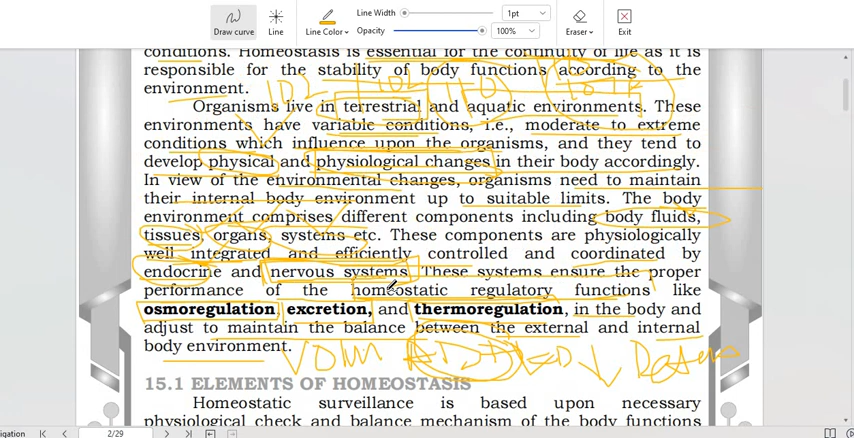 Draw curve Line Line Color Line Width 1pt Opacity 100% Eraser Exit
conditions. Homeostasis is essential for the continuity of life as it is
responsible for the stability of body functions according to the
environment.
Organisms live in terrestrial and aquatic environments. These
environments have variable conditions, i.e., moderate to extreme
conditions which influence upon the organisms, and they tend to
develop physical and physiological changes in their body accordingly.
In view of the environmental changes, organisms need to maintain
their internal body environment up to suitable limits. The body
environment comprises different components including body fluids,
tissues organs, systems etc. These components are physiologically
well integrated and efficiently controlled and coordinated by
endocrine and nervous systems. These systems ensure the proper
performance of the homeostatic regulatory functions like
osmoregulation, excretion, and thermoregulation, in the body and
adjust to maintain the balance between the external and internal
body environment.
15.1 ELEMENTS OF HOMEOSTASIS
Homeostatic surveillance is based upon necessary
physiological check and balance mechanism of the body functions
iqation 2/29